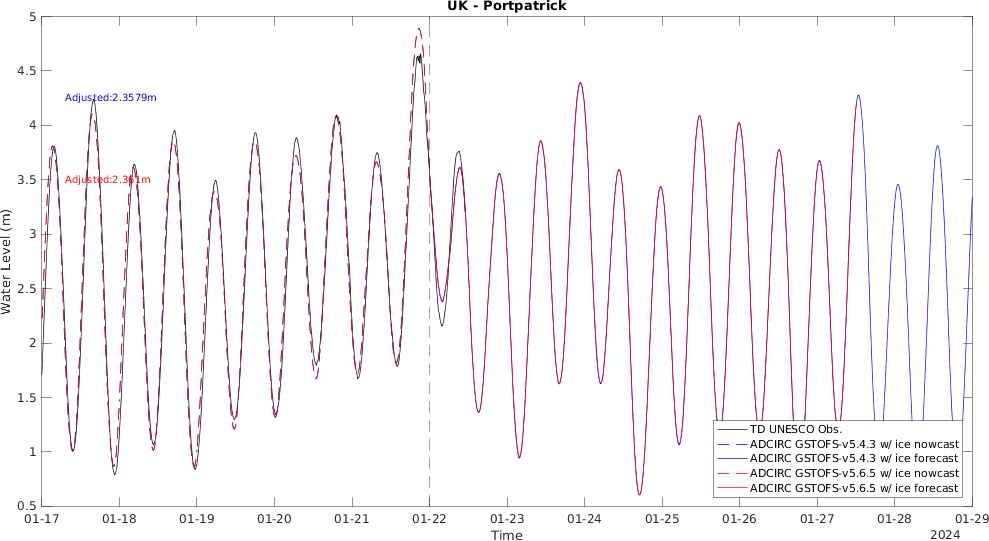 UK - Portpatrick
5
4.5
4
3.5
3
2.5
2
1.5
1
0.5
Water Level (m)
Adjusted:2.3579m
Adjusted:2.361m
TD UNESCO Obs.
ADCIRC GSTOFS-v5.4.3 w/ ice nowcast
ADCIRC GSTOFS-v5.4.3 w/ ice forecast
ADCIRC GSTOFS-v5.6.5 w/ ice nowcast
ADCIRC GSTOFS-v5.6.5 w/ ice forecast
01-17 01-18 01-19 01-20 01-21 01-22 01-23 01-24 01-25 01-26 01-27 01-28 01-29
Time
2024